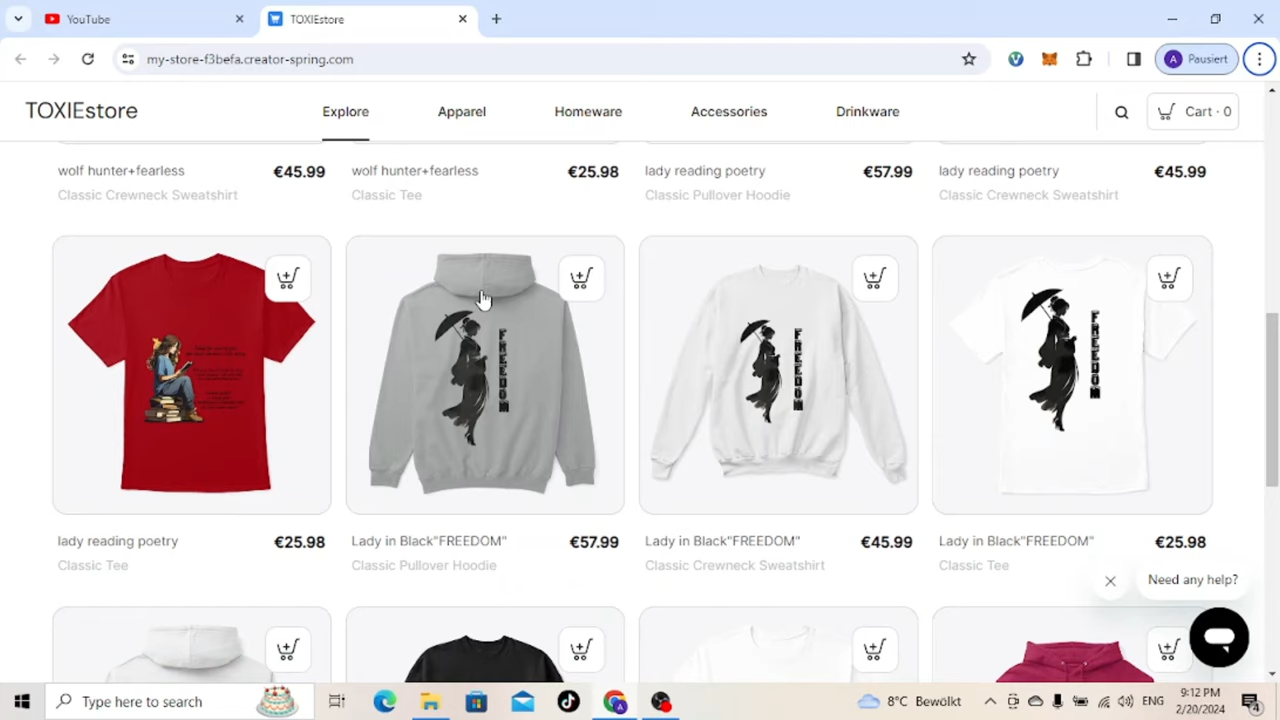 YouTube
TOXIEstore
my-store-f3befa.creator-spring.com
A
Pausiert
TOXIEstore
Explore
Apparel
Homeware
Accessories
Drinkware
Cart · 0
wolf hunter+fearless
€45.99
wolf hunter+fearless
€25.98
lady reading poetry
€57.99
lady reading poetry
€45.99
Classic Crewneck Sweatshirt
Classic Tee
Classic Pullover Hoodie
Classic Crewneck Sweatshirt
FREEDOM
FREEDOM
FREEDOM
lady reading poetry
€25.98
Lady in Black"FREEDOM"
€57.99
Lady in Black"FREEDOM"
€45.99
Lady in Black"FREEDOM"
€25.98
Classic Tee
Classic Pullover Hoodie
Classic Crewneck Sweatshirt
Classic Tee
Need any help?
Type here to search
8°C Bewölkt
ENG
9:12 PM
2/20/2024
4